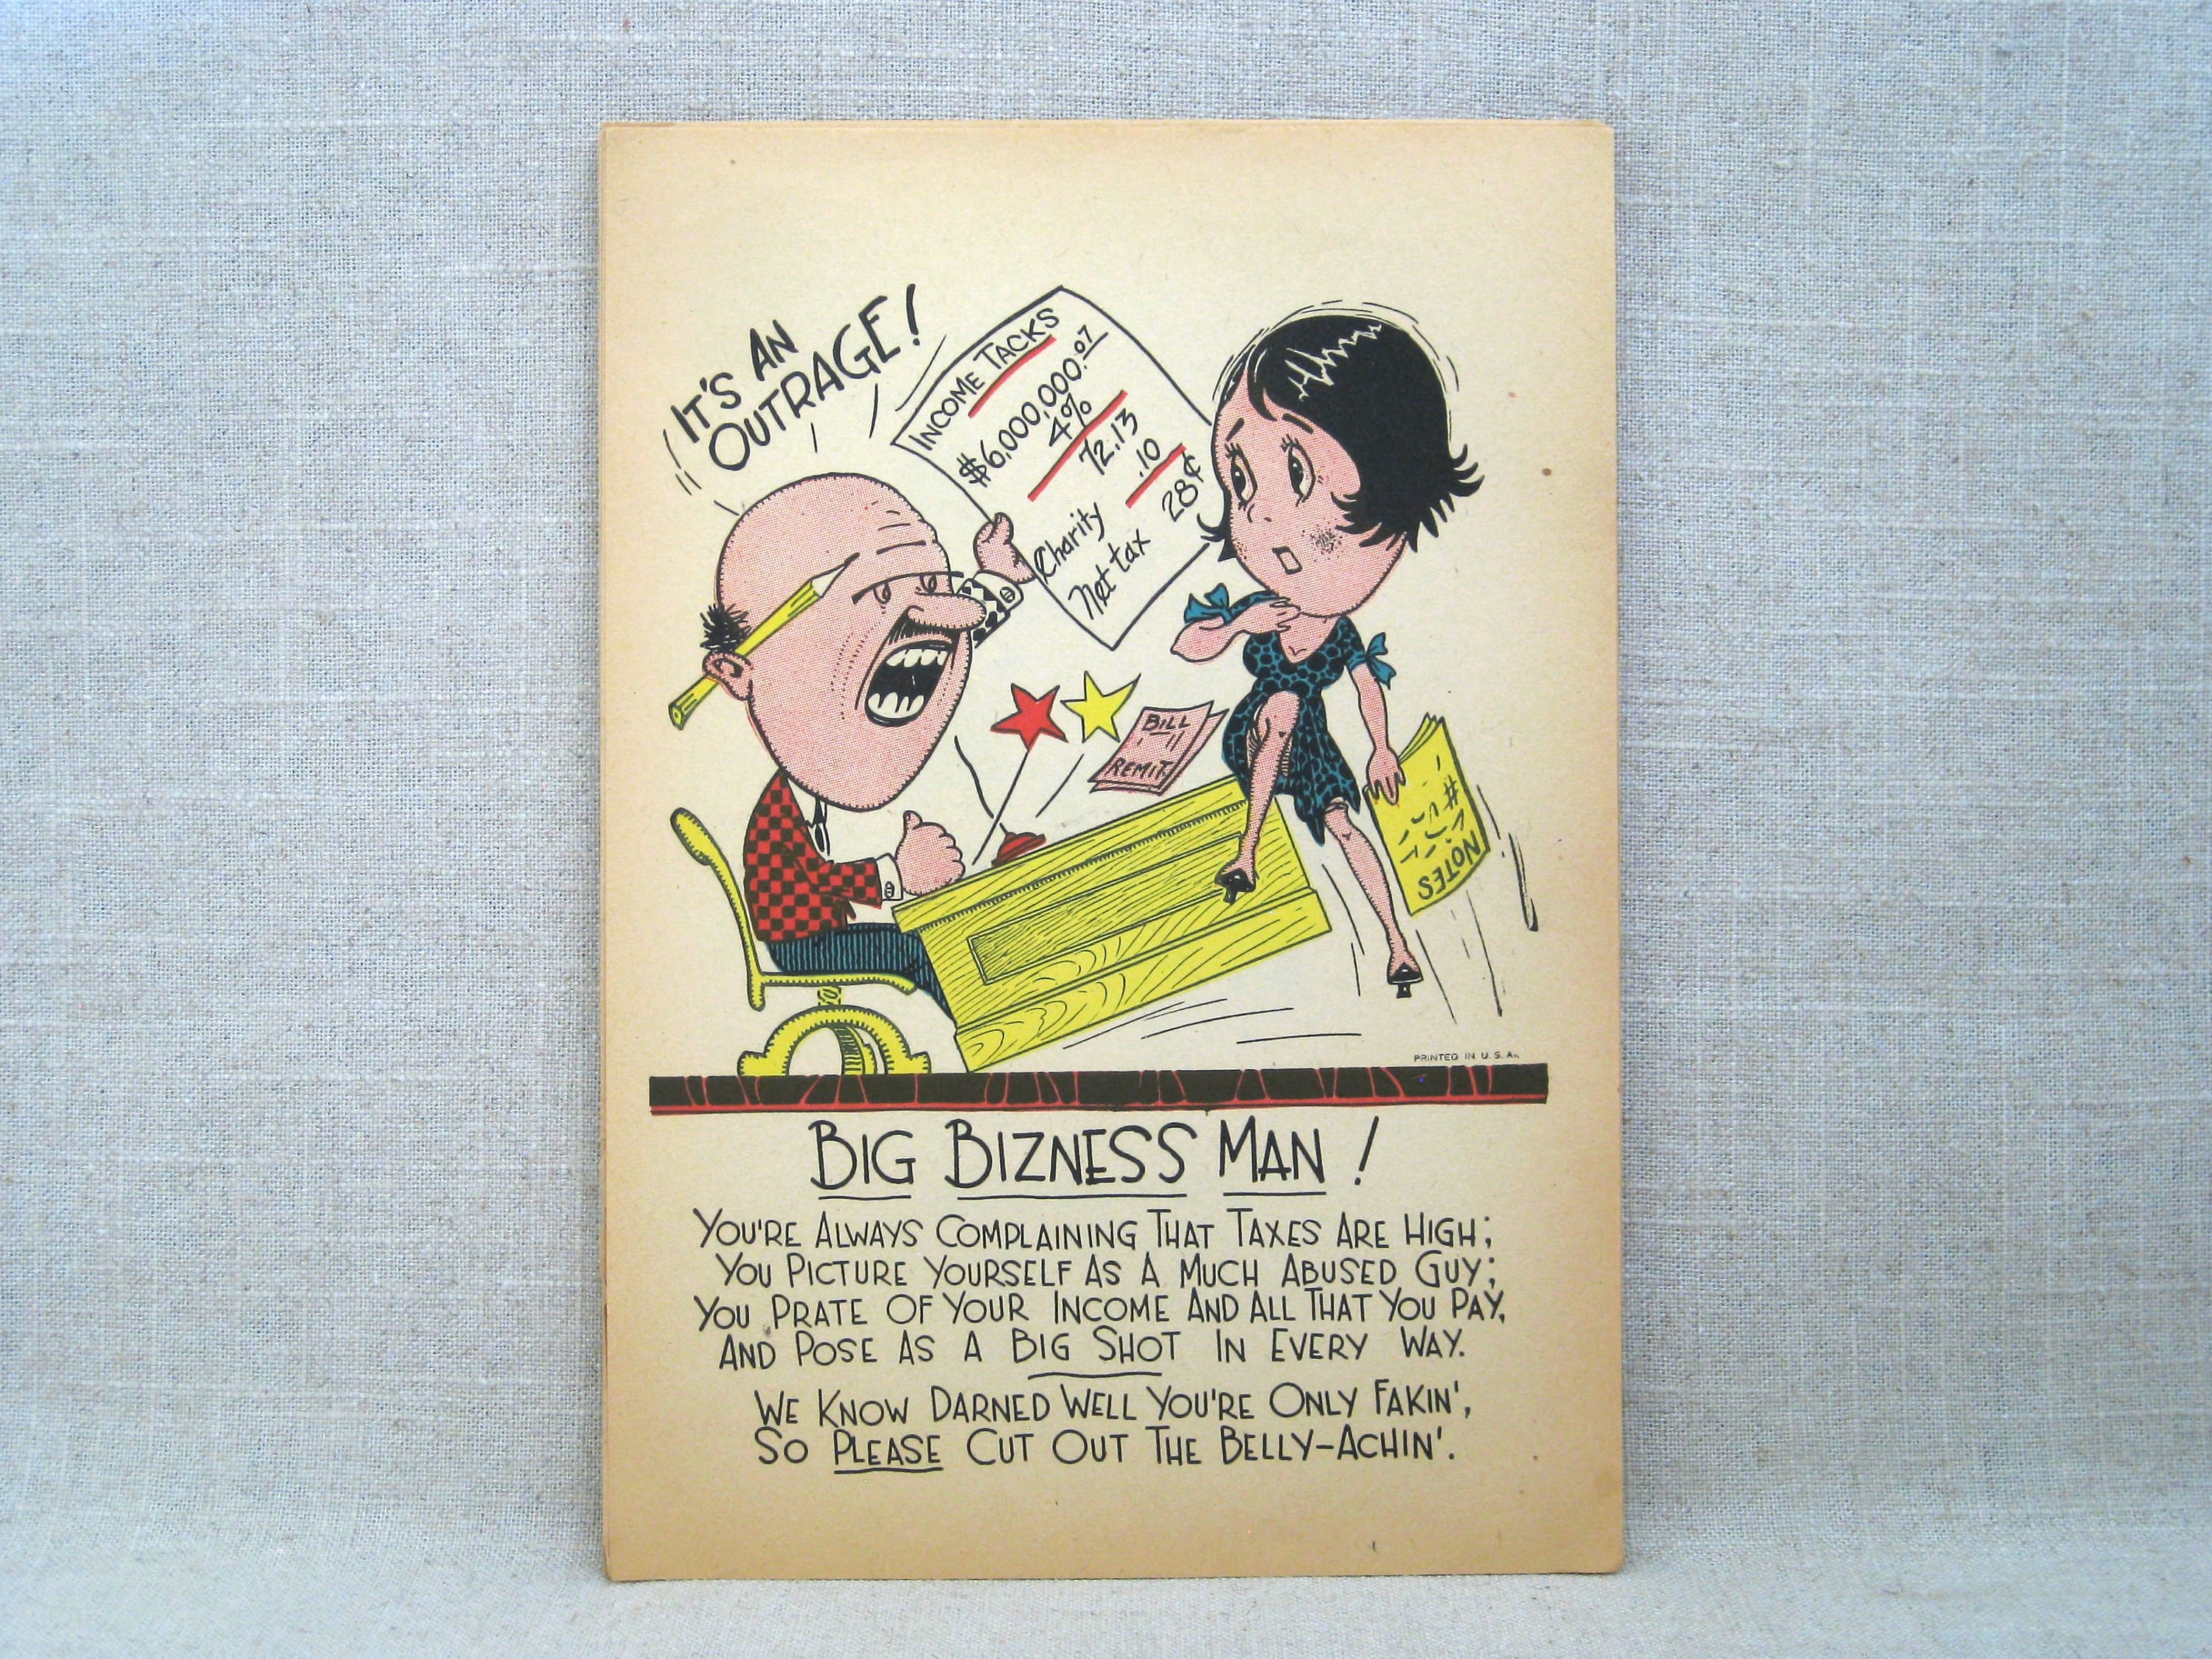 IT'S AN
OUTRAGE!
INCOME TACKS
$6,000,000.07
4%
72.13
.10
Charity
28¢
Net tax
BILL
REMIT
NOTES
PRINTED IN U.S.A.
BIG BIZNESS MAN!
YOU'RE ALWAYS COMPLAINING THAT TAXES ARE HIGH;
YOU PICTURE YOURSELF AS A MUCH ABUSED GUY;
YOU PRATE OF YOUR INCOME AND ALL THAT YOU PAY,
AND POSE AS A BIG SHOT IN EVERY WAY.
WE KNOW DARNED WELL YOU'RE ONLY FAKIN',
SO PLEASE CUT OUT THE BELLY-ACHIN'.